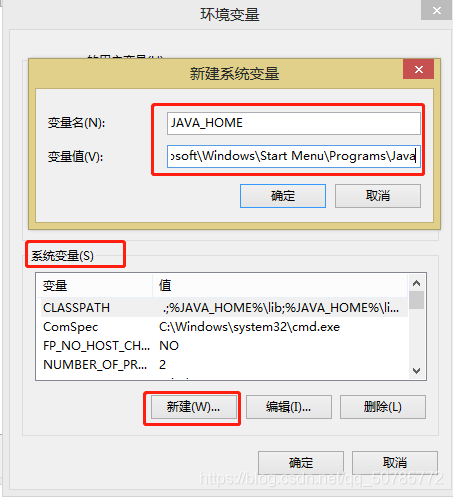 环境变量
新建系统变量
变量名(N):
JAVA_HOME
变量值(V):
osoft\Windows\Start Menu\Programs\Java
确定
取消
系统变量(S)
变量
值
CLASSPATH
.;%JAVA_HOME%\lib;%JAVA_HOME%\li...
ComSpec
C:\Windows\system32\cmd.exe
FP_NO_HOST_CH...
NO
NUMBER_OF_PR...
2
新建(W)...
编辑(I)...
删除(L)
确定
取消
https://blog.csdn.net/qq_50785772